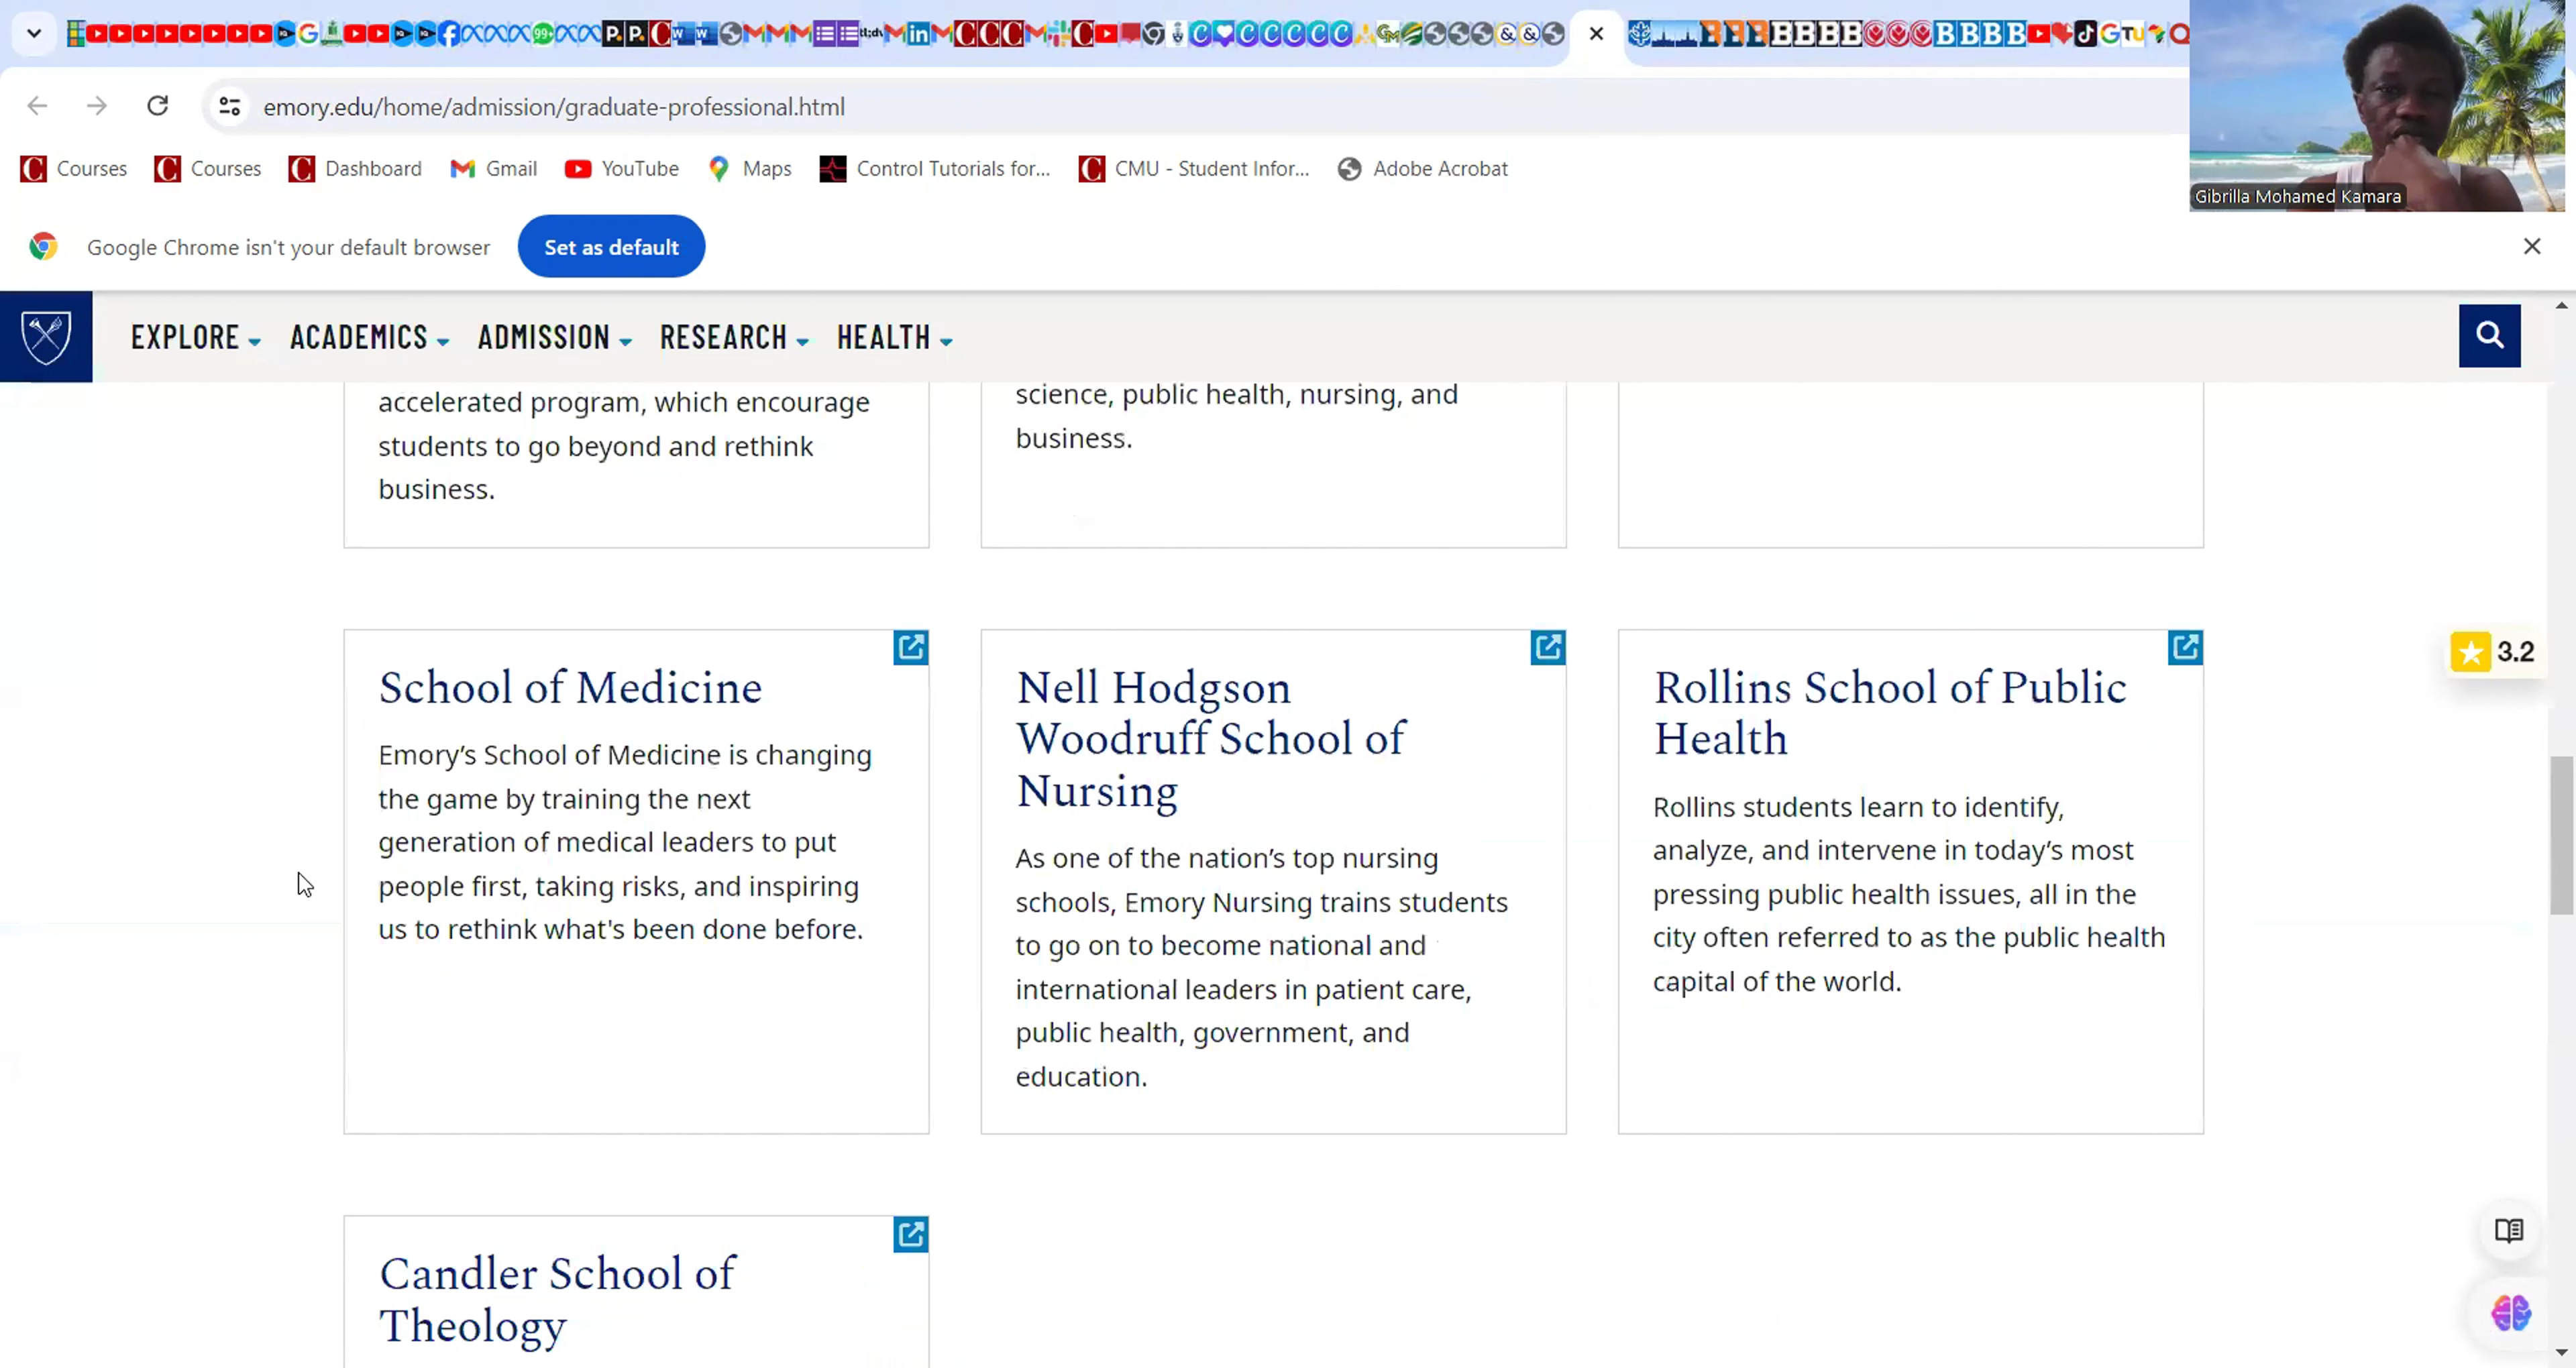 99+
emory.edu/home/admission/graduate-professional.html
Courses
Courses
Dashboard
Gmail
YouTube
Maps
Control Tutorials for...
CMU - Student Infor...
Adobe Acrobat
Gibrilla Mohamed Kamara
Google Chrome isn't your default browser
Set as default
EXPLORE
ACADEMICS
ADMISSION
RESEARCH
HEALTH
accelerated program, which encourage
students to go beyond and rethink
business.
science, public health, nursing, and
business.
School of Medicine
Emory’s School of Medicine is changing
the game by training the next
generation of medical leaders to put
people first, taking risks, and inspiring
us to rethink what's been done before.
Nell Hodgson
Woodruff School of
Nursing
As one of the nation’s top nursing
schools, Emory Nursing trains students
to go on to become national and
international leaders in patient care,
public health, government, and
education.
Rollins School of Public
Health
Rollins students learn to identify,
analyze, and intervene in today’s most
pressing public health issues, all in the
city often referred to as the public health
capital of the world.
3.2
Candler School of
Theology